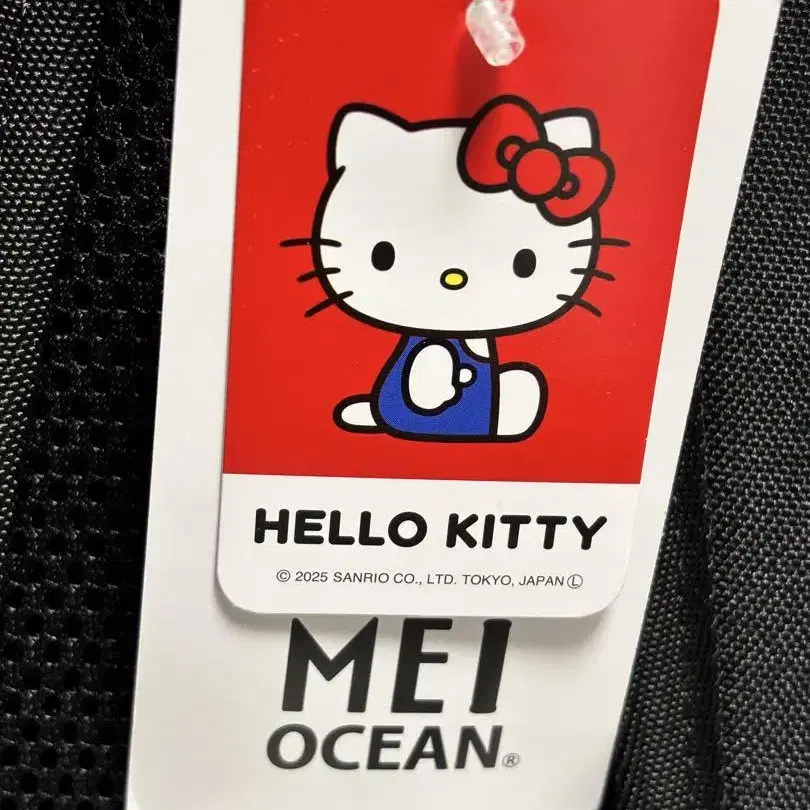 HELLO KITTY
© 2025 SANRIO CO., LTD. TOKYO, JAPAN Ⓛ
MEI
OCEAN®